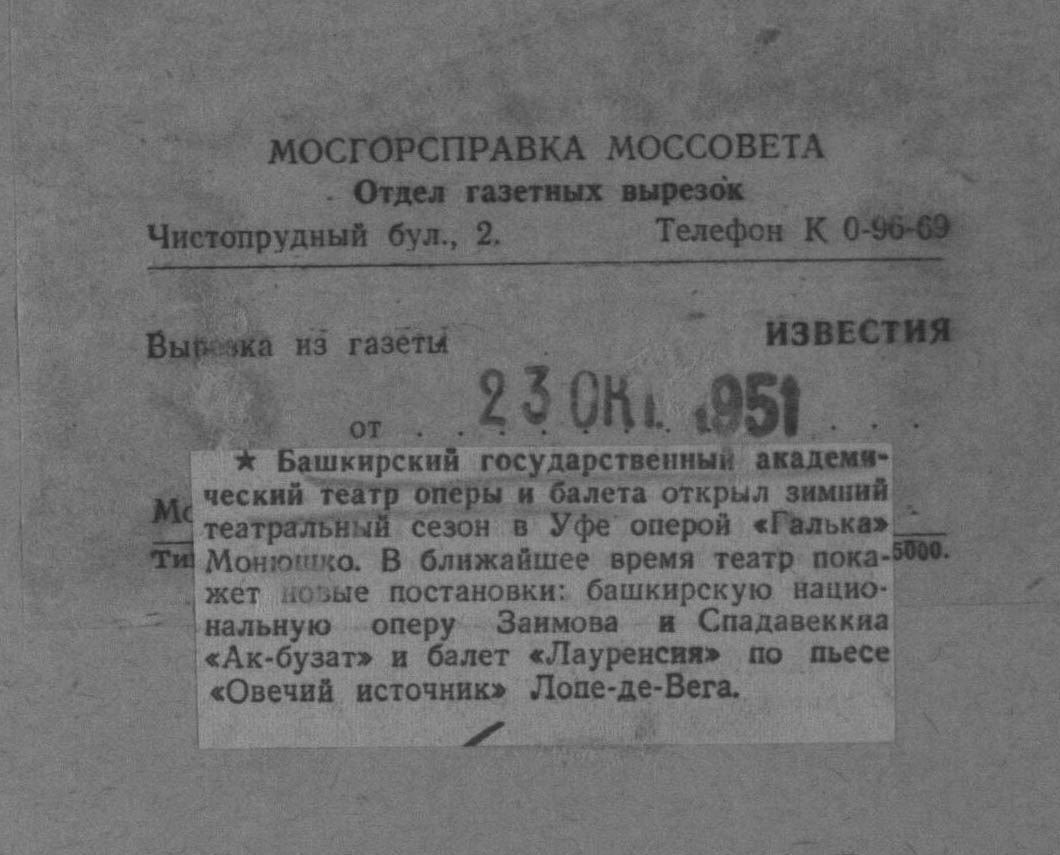 МОСГОРСПРАВКА МОССОВЕТА
Отдел газетных вырезок
Чистопрудный бул., 2. Телефон К 0-96-69
Вырезка из газеты ИЗВЕСТИЯ
от 23 ОКТ. 1951
★ Башкирский государственный академи-
ческий театр оперы и балета открыл зимний
театральный сезон в Уфе оперой «Галька»
Монюшко. В ближайшее время театр пока-
жет новые постановки: башкирскую нацио-
нальную оперу Заимова и Спадавеккиа
«Ак-бузат» и балет «Лауренсия» по пьесе
«Овечий источник» Лопе-де-Вега.
5000.